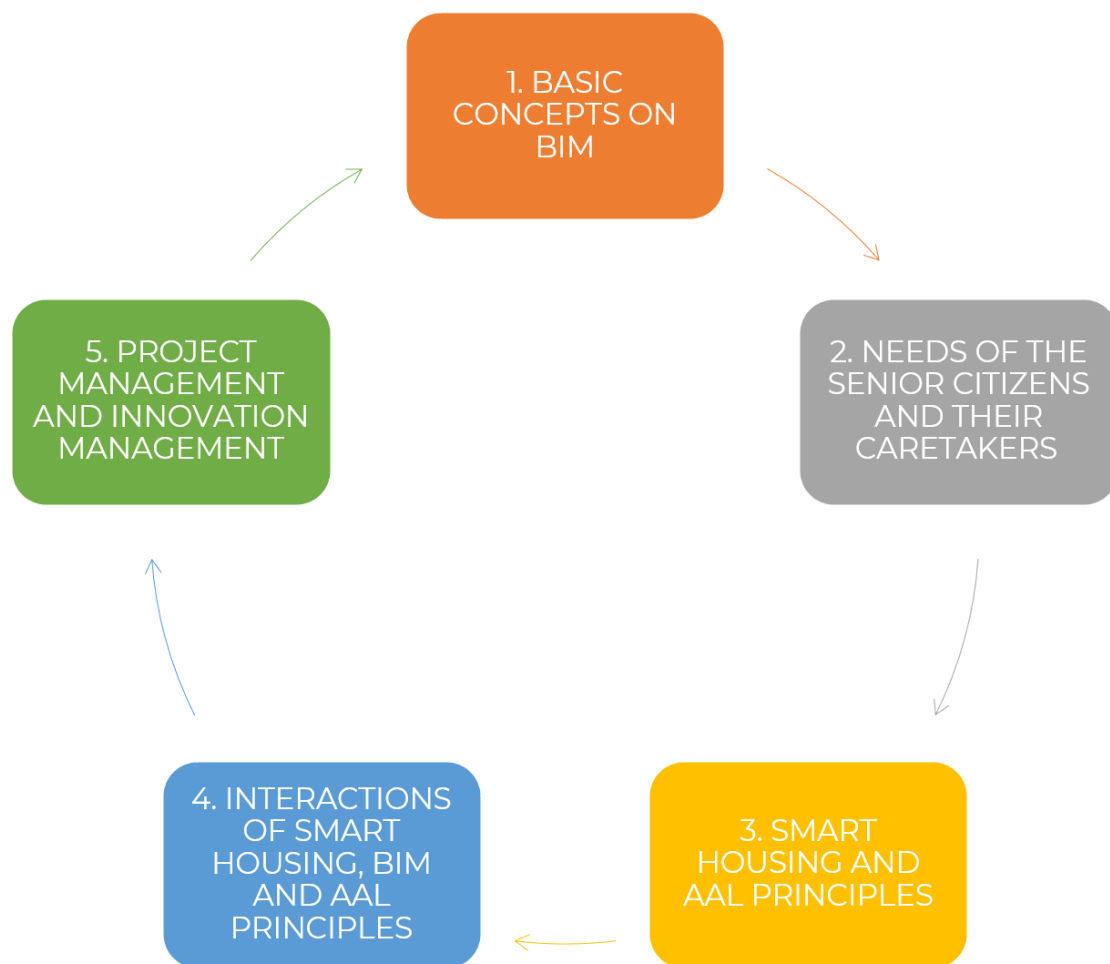 1. BASIC
CONCEPTS ON
BIM
2. NEEDS OF THE
SENIOR CITIZENS
AND THEIR
CARETAKERS
3. SMART
HOUSING AND
AAL PRINCIPLES
4. INTERACTIONS
OF SMART
HOUSING, BIM
AND AAL
PRINCIPLES
5. PROJECT
MANAGEMENT
AND INNOVATION
MANAGEMENT